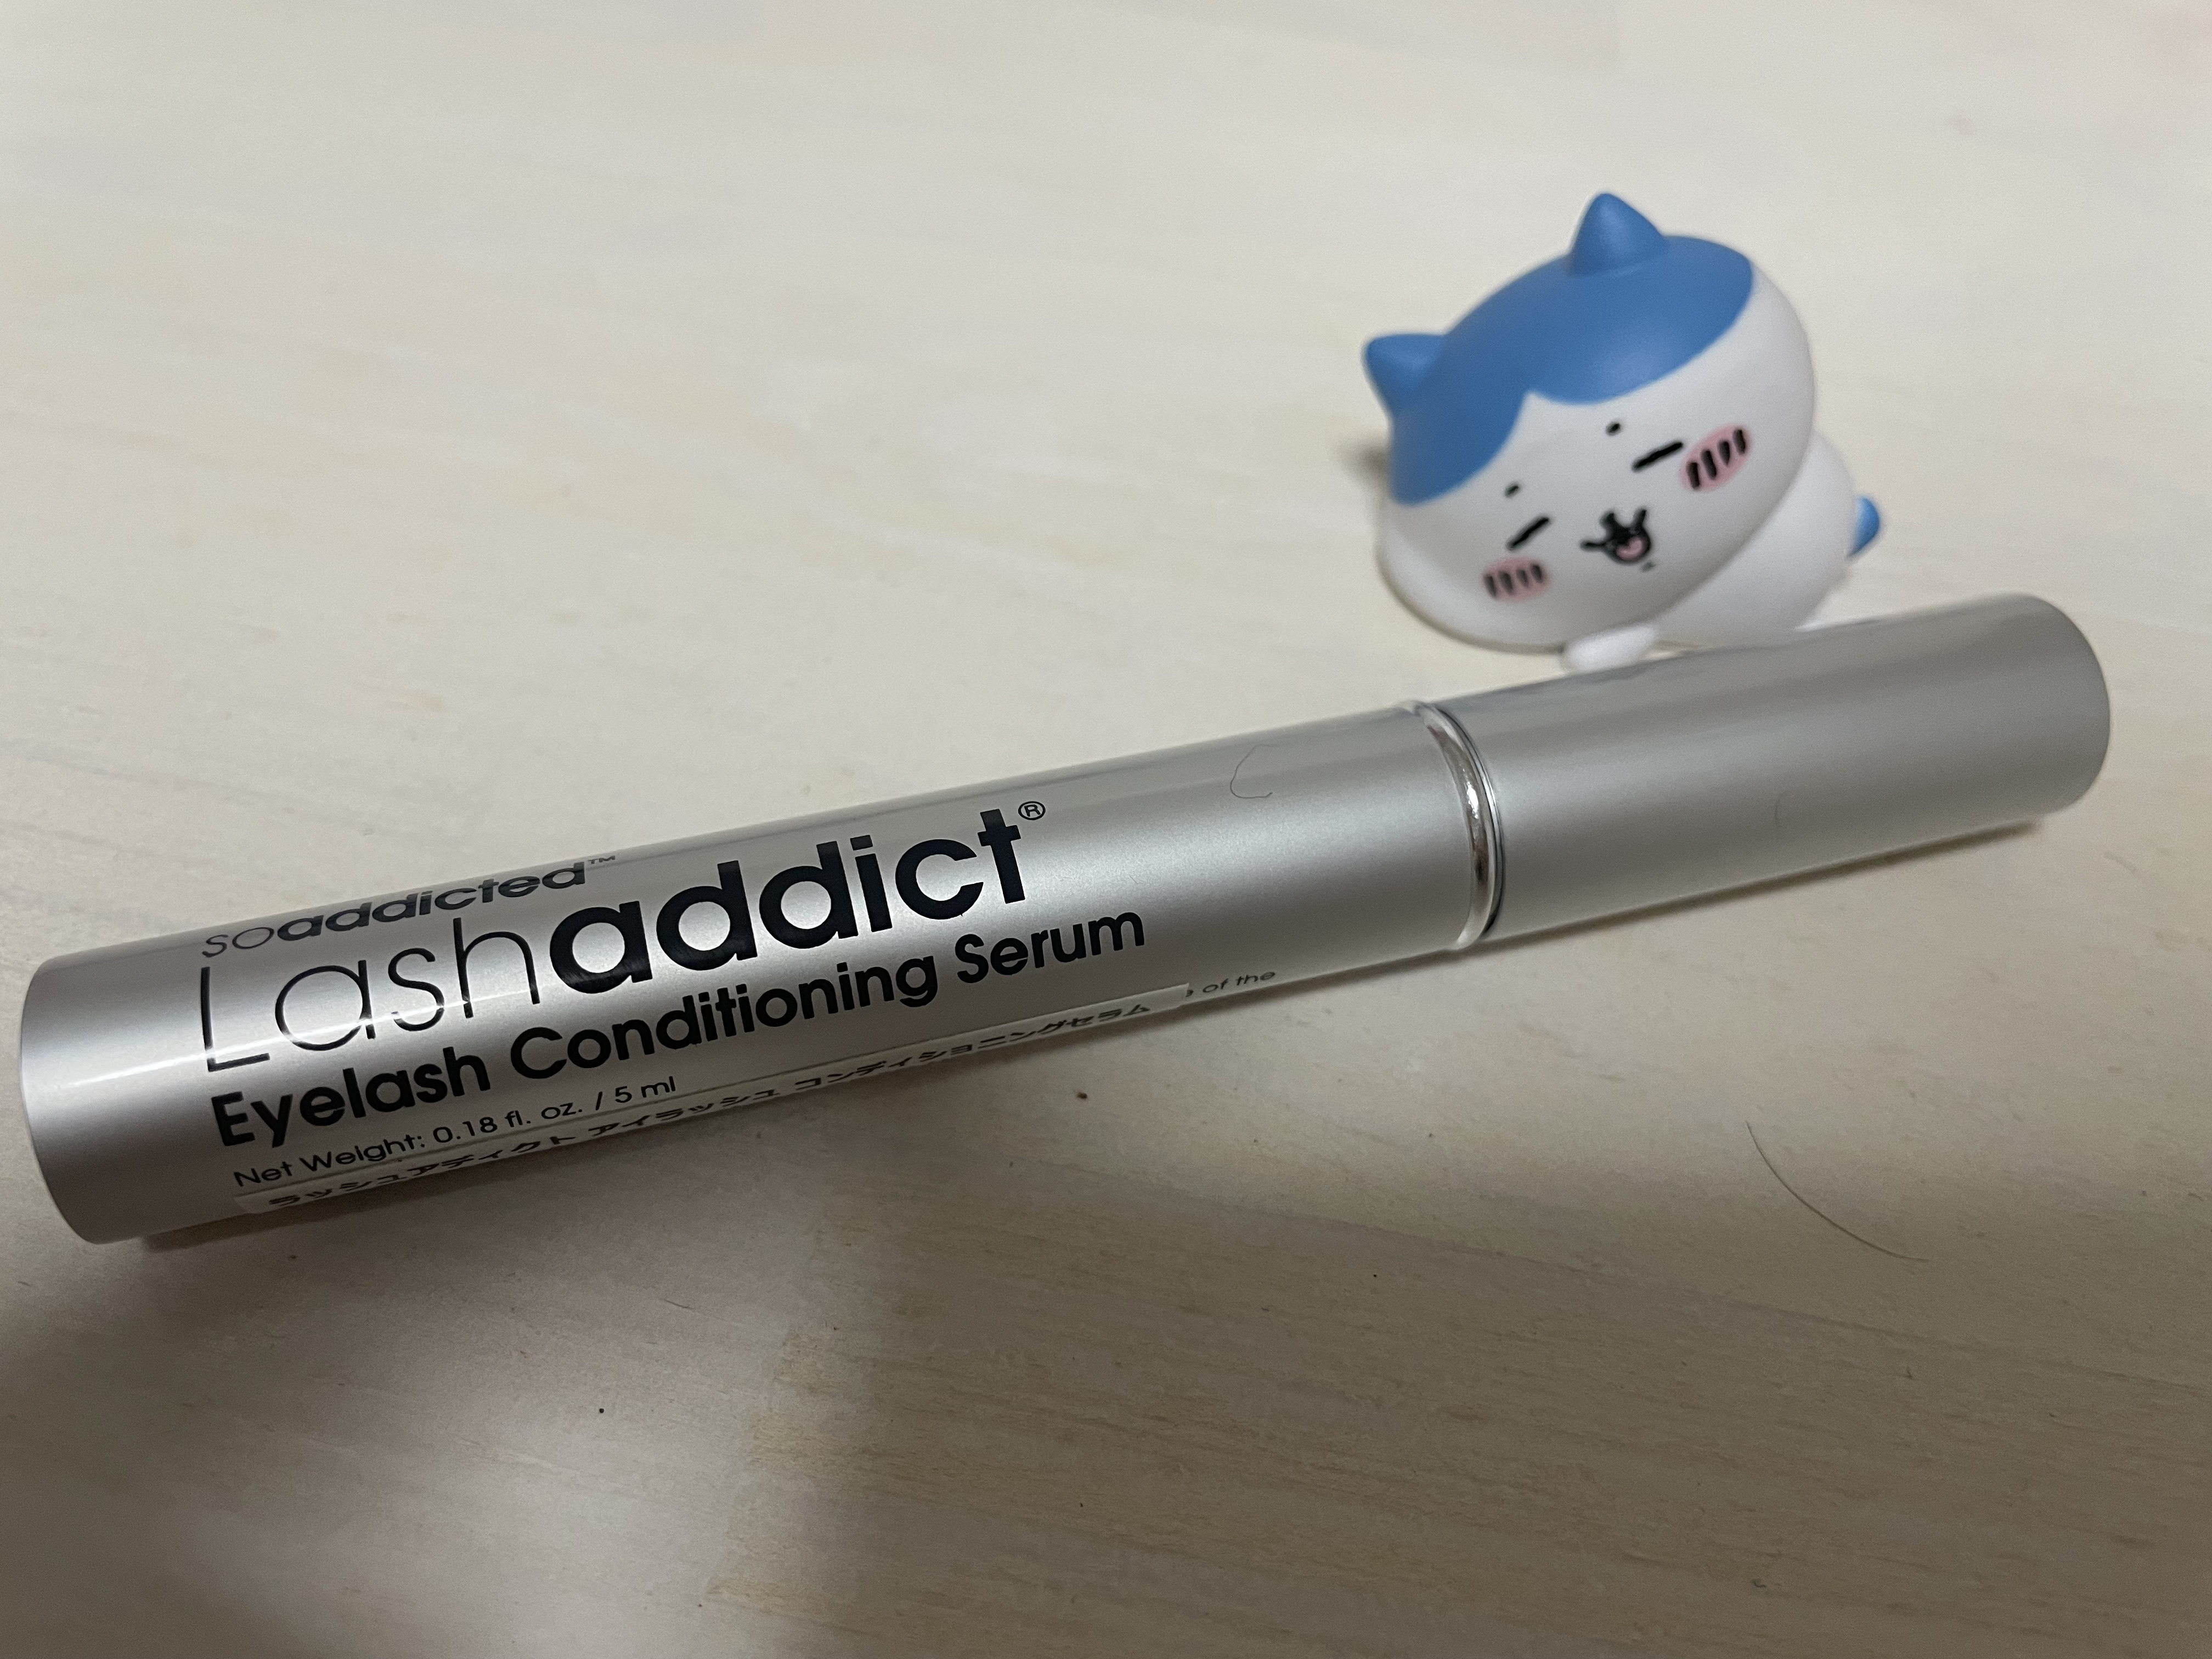 soaddicted™
Lashaddict®
Eyelash Conditioning Serum
Net Weight: 0.18 fl. oz. / 5 ml
ラッシュアディクト アイラッシュ コンディショニングセラム
of the